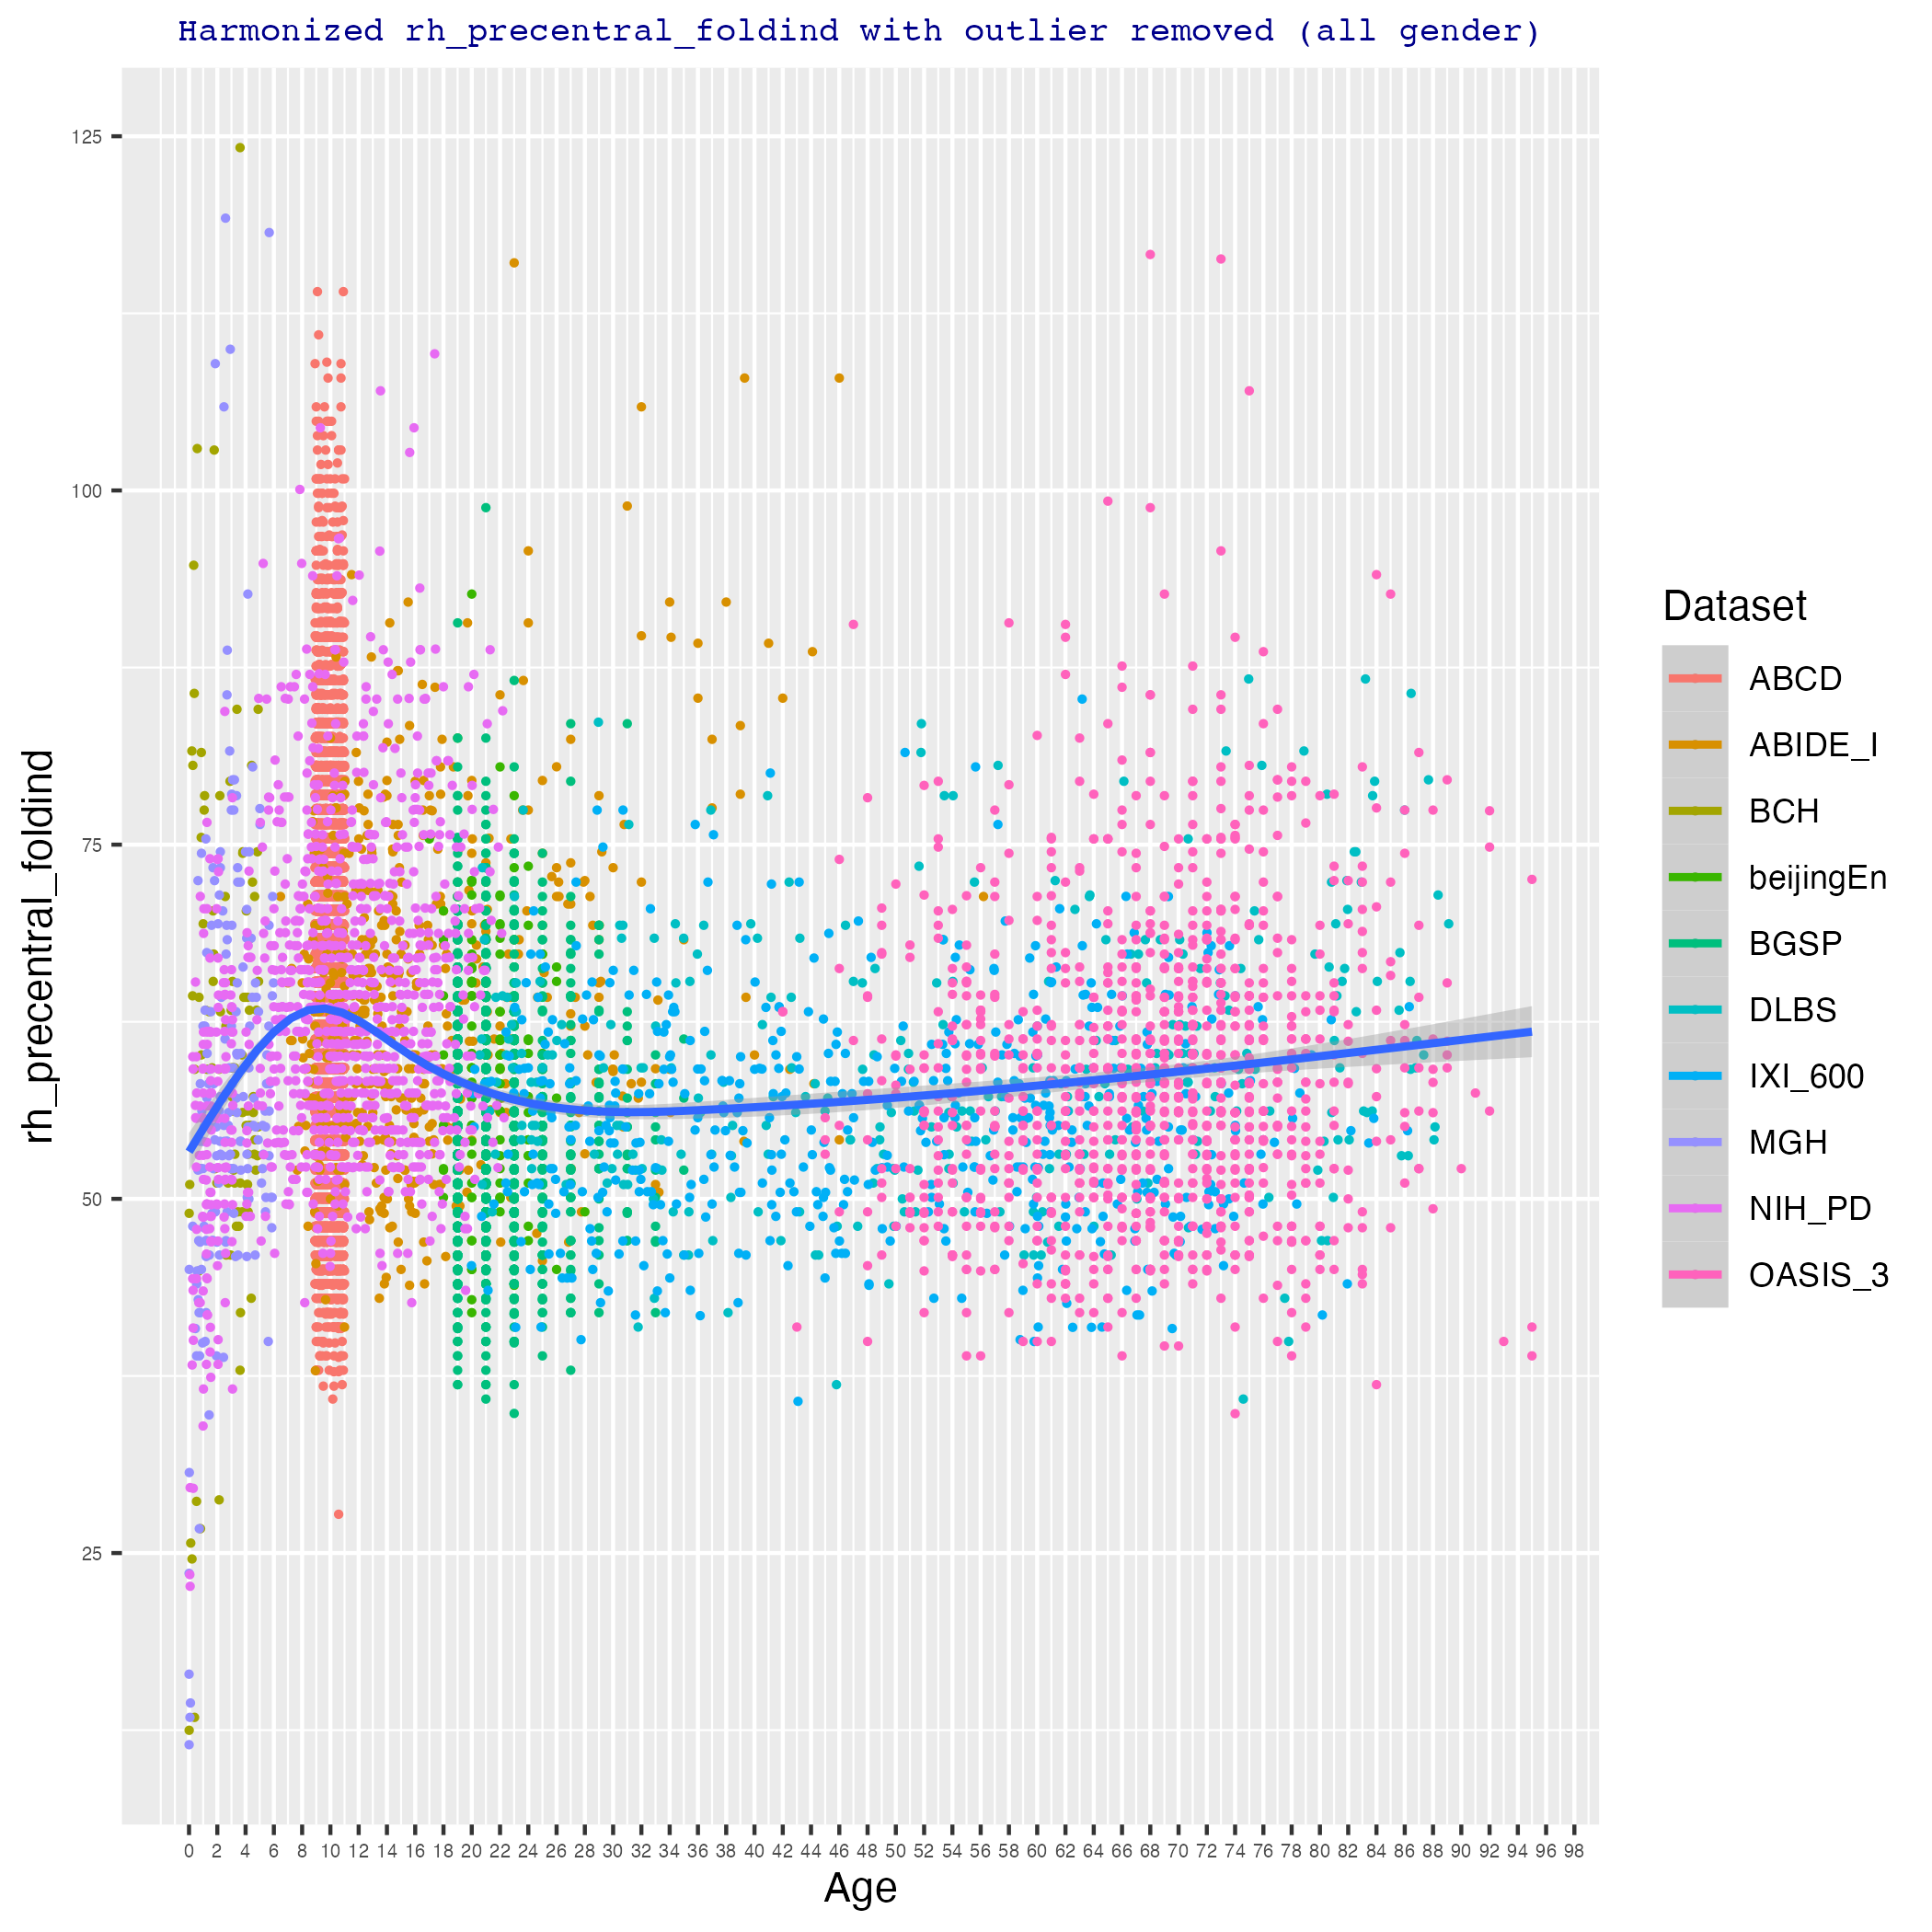 Harmonized rh_precentral_foldind with outlier removed (all gender)
125
100
75
50
25
rh_precentral_foldind
0 2 4 6 8 10 12 14 16 18 20 22 24 26 28 30 32 34 36 38 40 42 44 46 48 50 52 54 56 58 60 62 64 66 68 70 72 74 76 78 80 82 84 86 88 90 92 94 96 98
Age
Dataset
ABCD
ABIDE_I
BCH
beijingEn
BGSP
DLBS
IXI_600
MGH
NIH_PD
OASIS_3